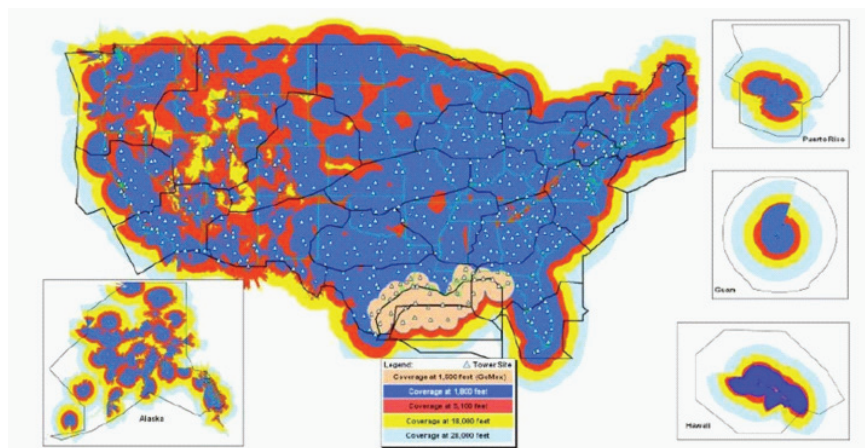 Puerto Rico
Guam
Hawaii
Alaska
Legend: Tower Site
Coverage at 1,500 feet (GoMex)
Coverage at 1,800 feet
Coverage at 5,100 feet
Coverage at 18,000 feet
Coverage at 28,000 feet